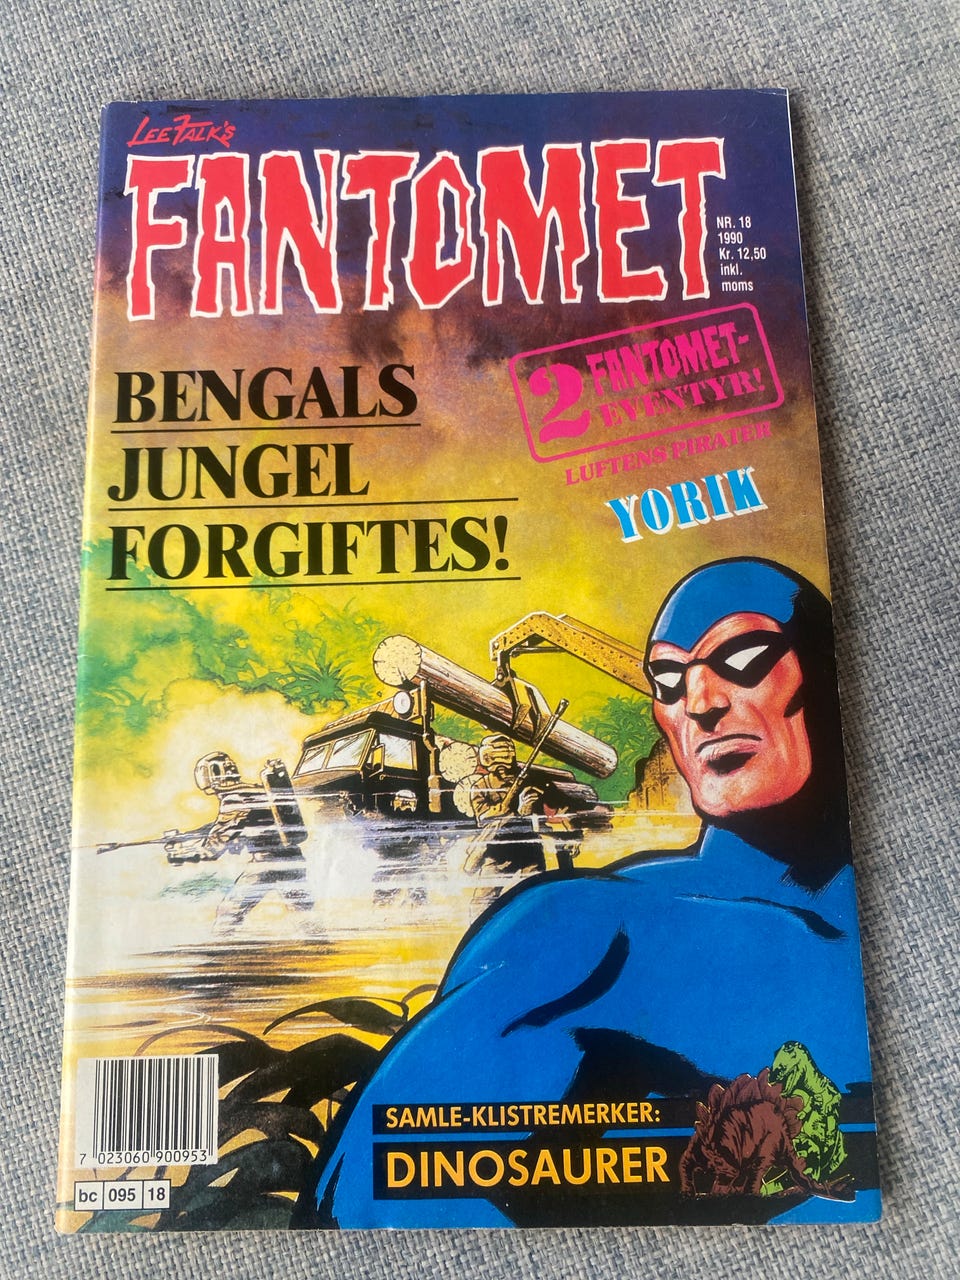 LEE FALK'S
FANTOMET
NR. 18
1990
Kr. 12,50
inkl.
moms
BENGALS
JUNGEL
FORGIFTES!
2 FANTOMET-
EVENTYR!
LUFTENS PIRATER
YORIK
SAMLE-KLISTREMERKER:
DINOSAURER
7 023060 900953
bc 095 18